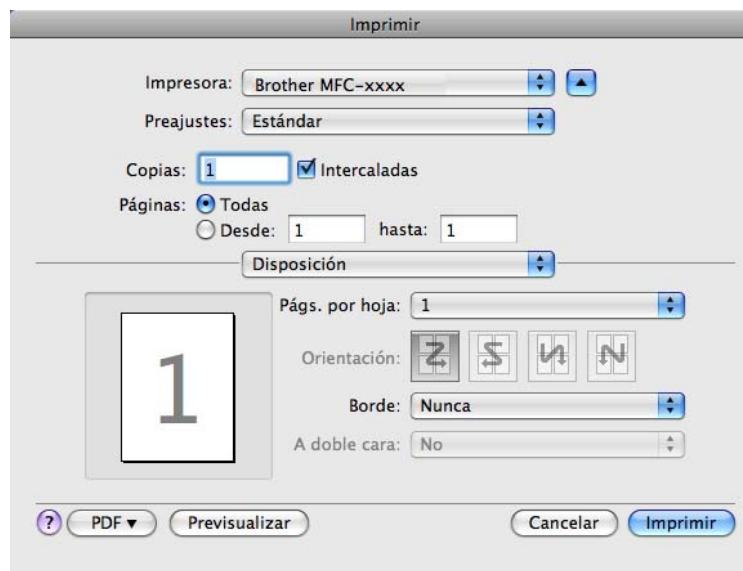 Imprimir
Impresora: Brother MFC-xxxx
Preajustes: Estándar
Copias: 1 Intercaladas
Páginas: Todas
Desde: 1 hasta: 1
Disposición
Págs. por hoja: 1
1
Orientación:
Borde: Nunca
A doble cara: No
? PDF Previsualizar Cancelar Imprimir